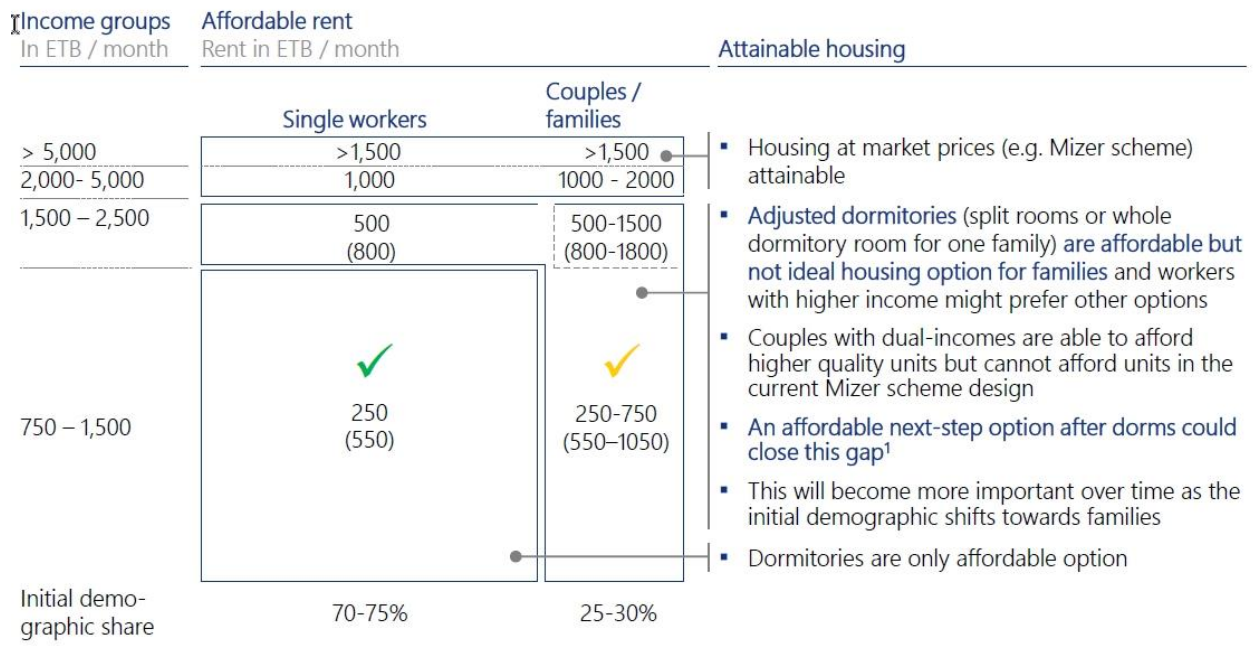 Income groups
In ETB / month
Affordable rent
Rent in ETB / month
Attainable housing
Single workers
Couples /
families
> 5,000
>1,500
>1,500
2,000- 5,000
1,000
1000 - 2000
1,500 – 2,500
500
(800)
500-1500
(800-1800)
750 – 1,500
250
(550)
250-750
(550–1050)
Initial demo-
graphic share
70-75%
25-30%
▪ Housing at market prices (e.g. Mizer scheme)
attainable
▪ Adjusted dormitories (split rooms or whole
dormitory room for one family) are affordable but
not ideal housing option for families and workers
with higher income might prefer other options
▪ Couples with dual-incomes are able to afford
higher quality units but cannot afford units in the
current Mizer scheme design
▪ An affordable next-step option after dorms could
close this gap¹
▪ This will become more important over time as the
initial demographic shifts towards families
▪ Dormitories are only affordable option